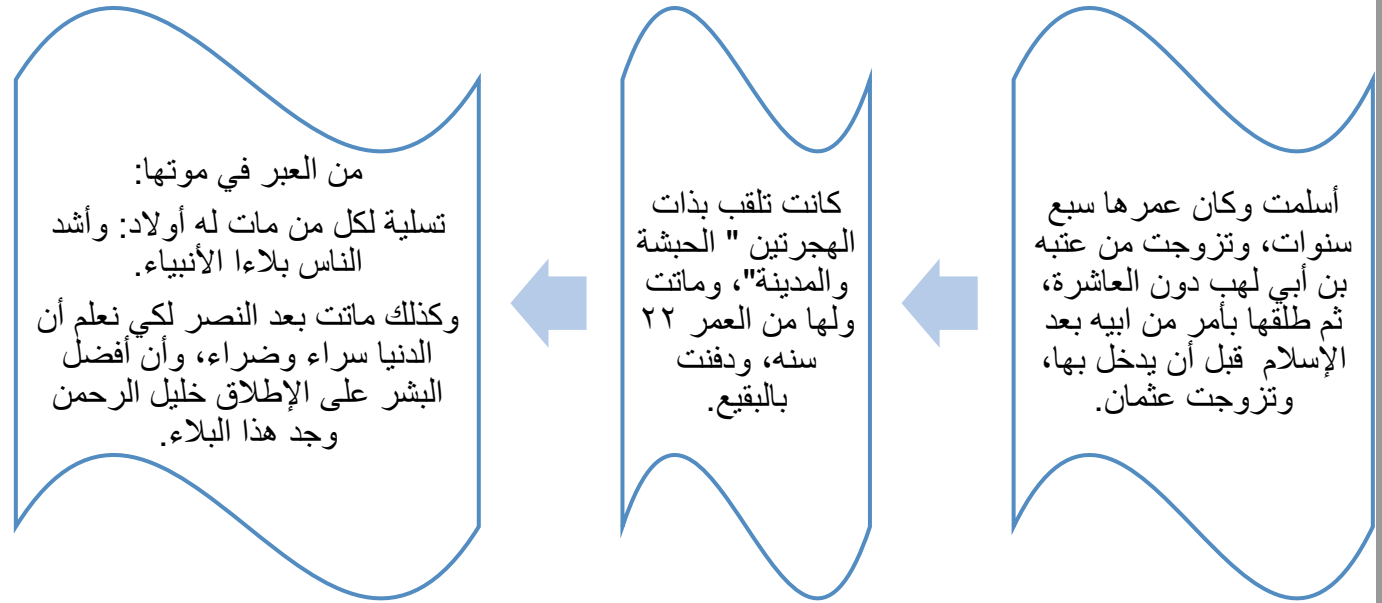 أسلمت وكان عمرها سبع
سنوات، وتزوجت من عتبه
بن أبي لهب دون العاشرة،
ثم طلقها بأمر من ابيه بعد
الإسلام قبل أن يدخل بها،
وتزوجت عثمان.
كانت تلقب بذات
الهجرتين " الحبشة
والمدينة"، وماتت
ولها من العمر ٢٢
سنه، ودفنت
بالبقيع.
من العبر في موتها:
تسلية لكل من مات له أولاد: وأشد
الناس بلاءا الأنبياء.
وكذلك ماتت بعد النصر لكي نعلم أن
الدنيا سراء وضراء، وأن أفضل
البشر على الإطلاق خليل الرحمن
وجد هذا البلاء.